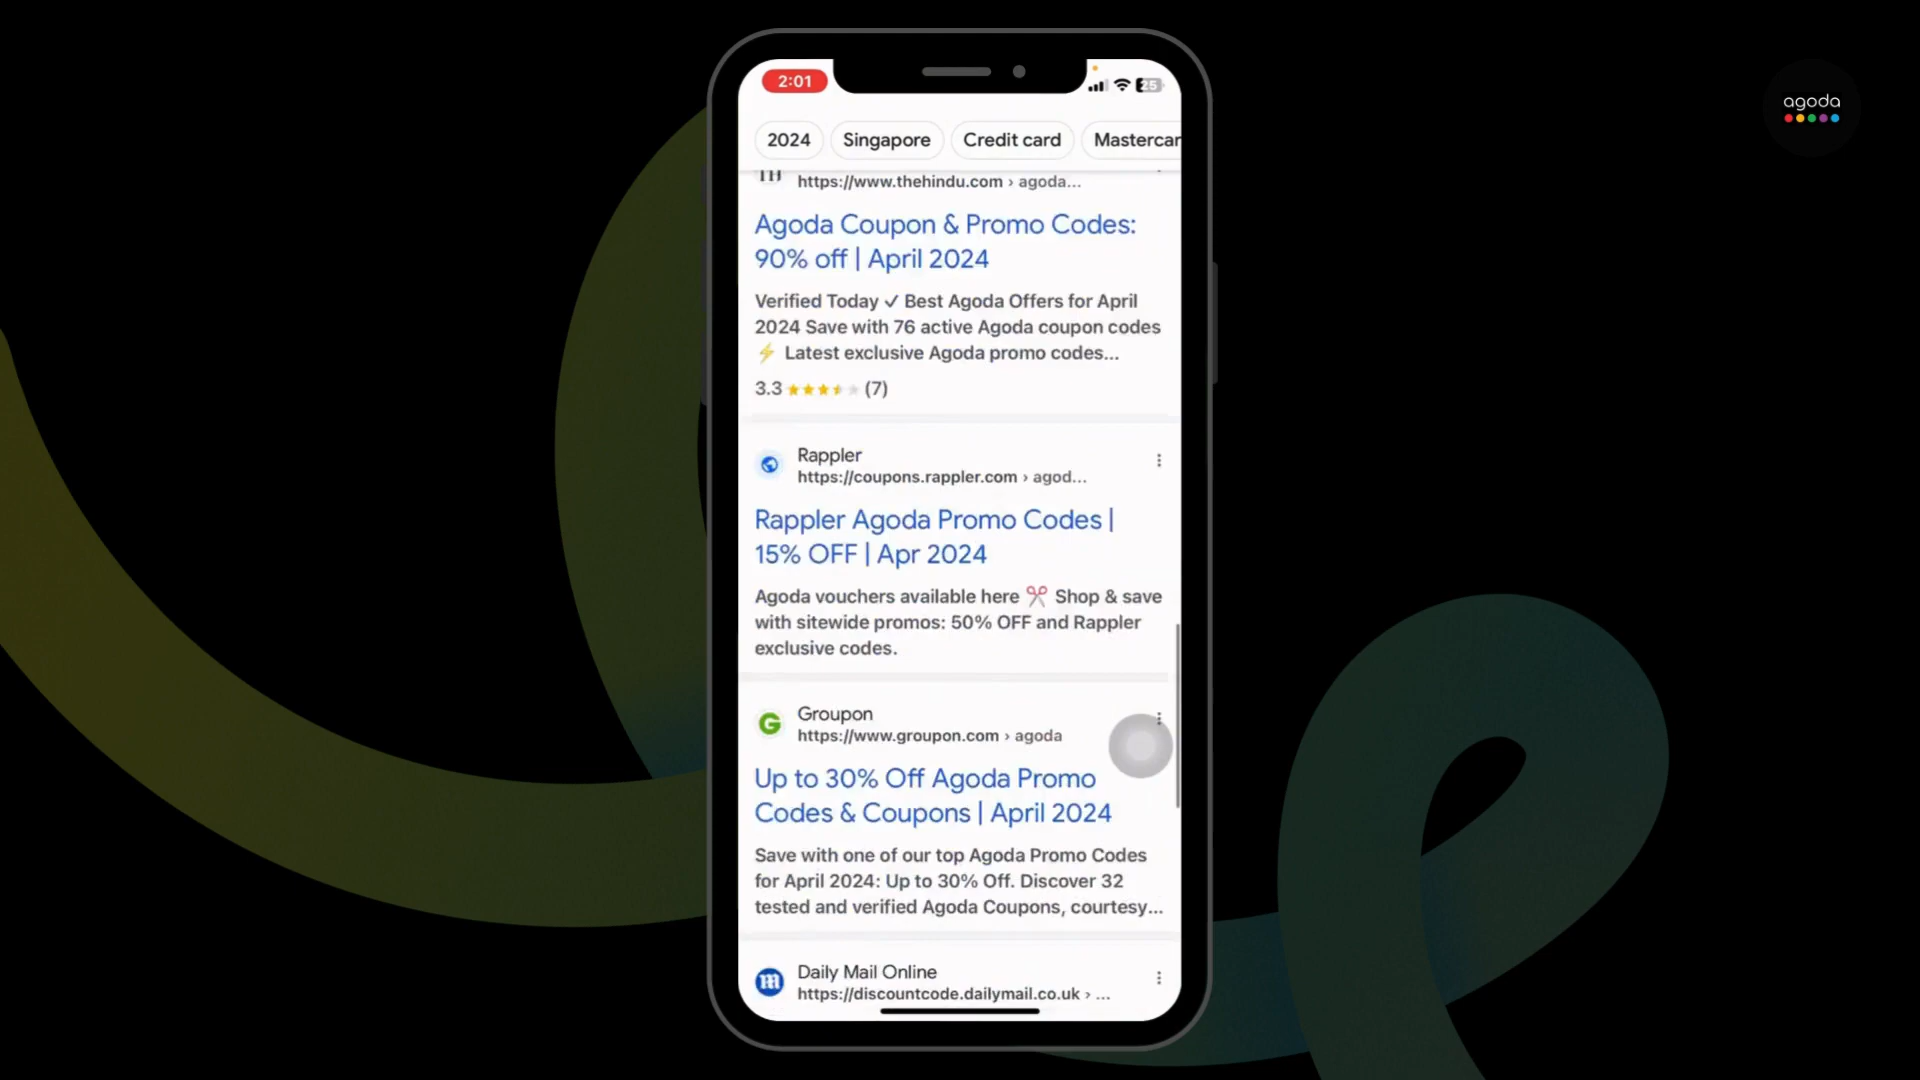 2:01
25
agoda
2024
Singapore
Credit card
Mastercar
https://www.thehindu.com › agoda...
Agoda Coupon & Promo Codes:
90% off | April 2024
Verified Today ✓ Best Agoda Offers for April
2024 Save with 76 active Agoda coupon codes
⚡ Latest exclusive Agoda promo codes...
3.3 (7)
Rappler
https://coupons.rappler.com › agod...
Rappler Agoda Promo Codes |
15% OFF | Apr 2024
Agoda vouchers available here ✂️ Shop & save
with sitewide promos: 50% OFF and Rappler
exclusive codes.
G
Groupon
https://www.groupon.com › agoda
Up to 30% Off Agoda Promo
Codes & Coupons | April 2024
Save with one of our top Agoda Promo Codes
for April 2024: Up to 30% Off. Discover 32
tested and verified Agoda Coupons, courtesy...
m
Daily Mail Online
https://discountcode.dailymail.co.uk › ...